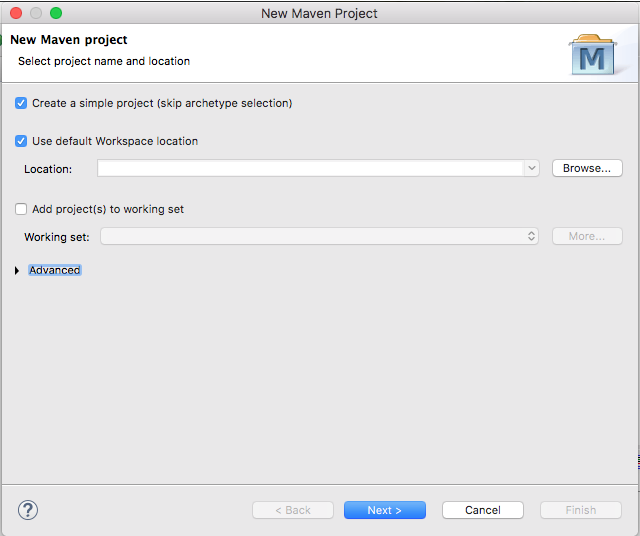 New Maven Project
New Maven project
Select project name and location
M
Create a simple project (skip archetype selection)
Use default Workspace location
Location:
Browse...
Add project(s) to working set
Working set:
More...
Advanced
?
< Back
Next >
Cancel
Finish